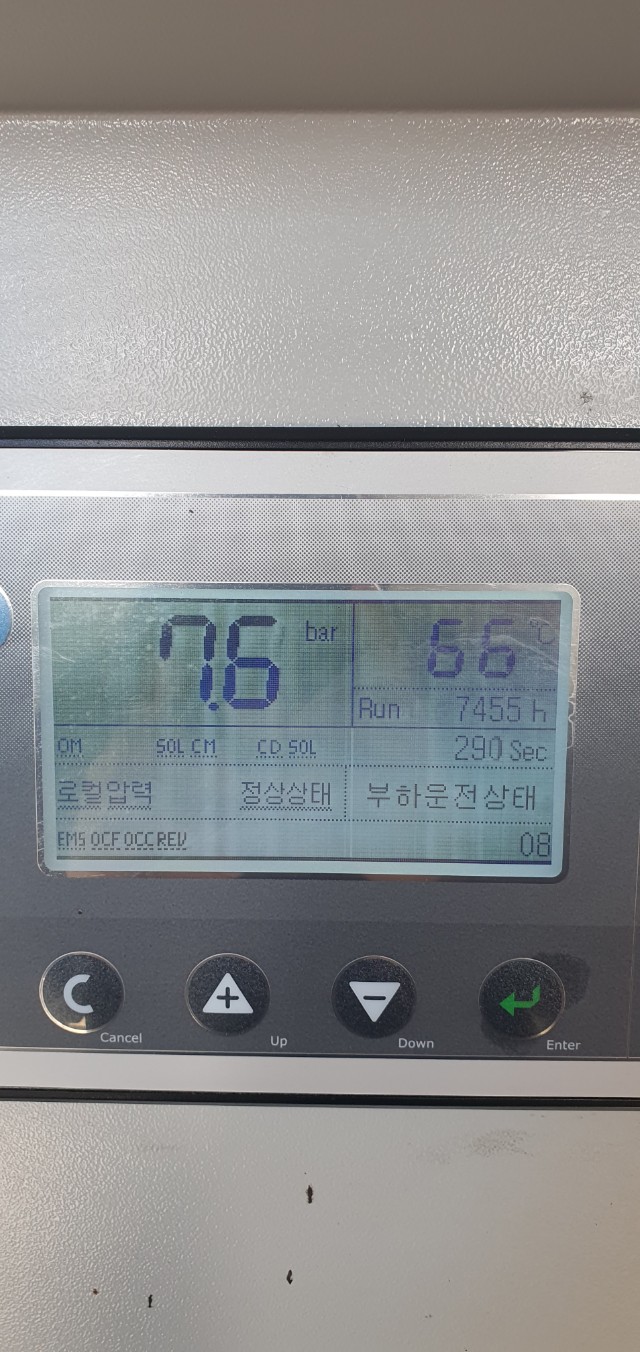 7.6 bar 66 °C
Run 7455 h
OM SOL CM CD SOL 290 Sec
로컬압력 정상상태 부하운전상태
EMS OCF OCC REV 08
Cancel Up Down Enter